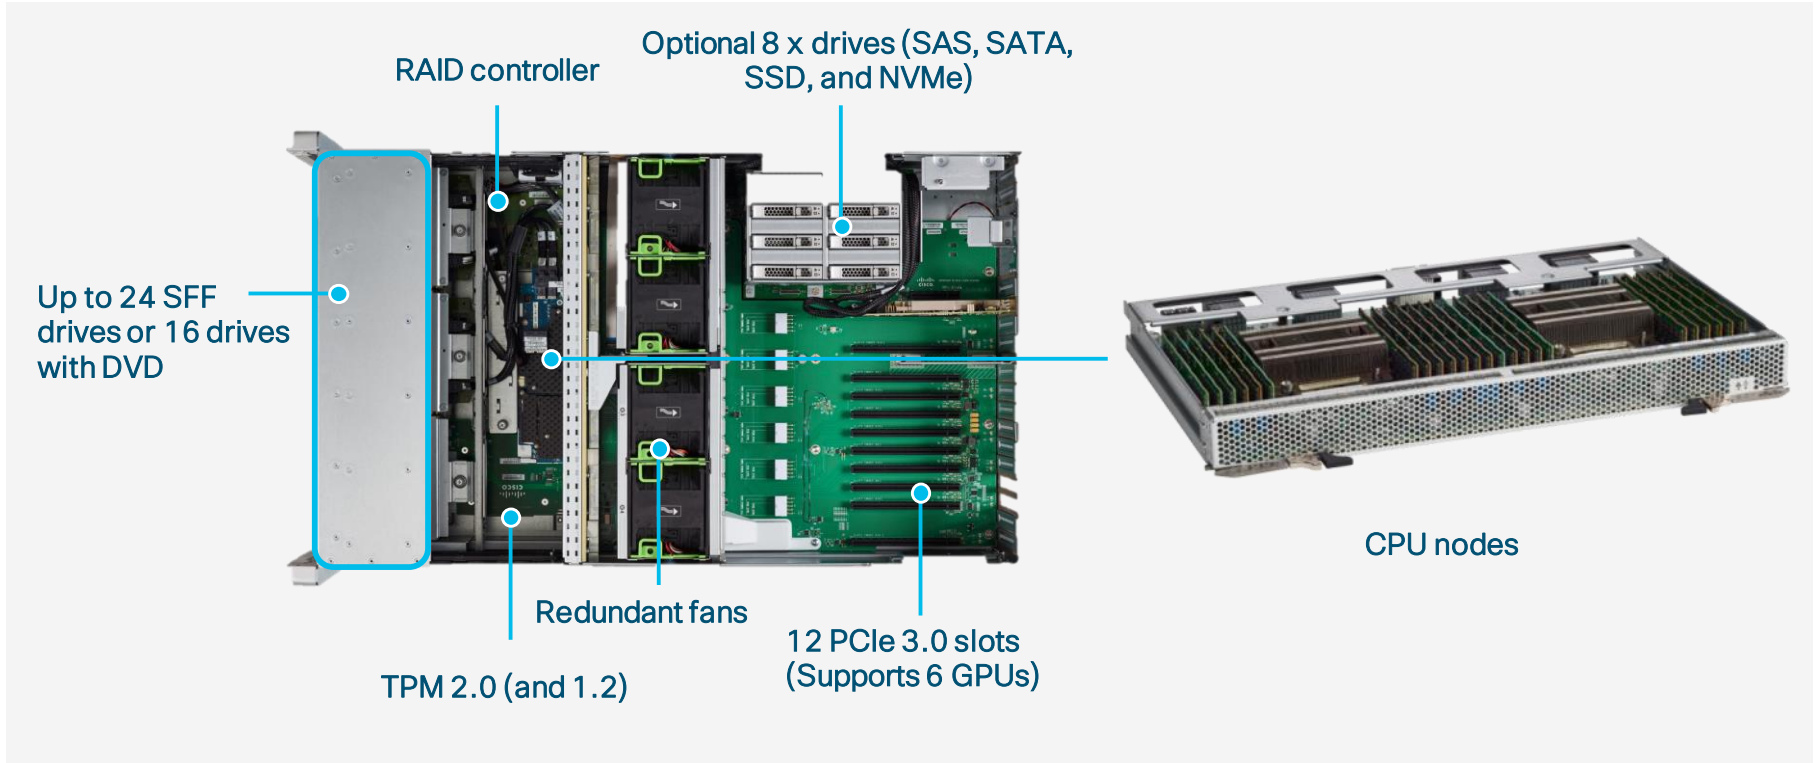 Optional 8 x drives (SAS, SATA,
SSD, and NVMe)
RAID controller
Up to 24 SFF
drives or 16 drives
with DVD
Redundant fans
12 PCIe 3.0 slots
(Supports 6 GPUs)
TPM 2.0 (and 1.2)
CPU nodes
CISCO
CISCO